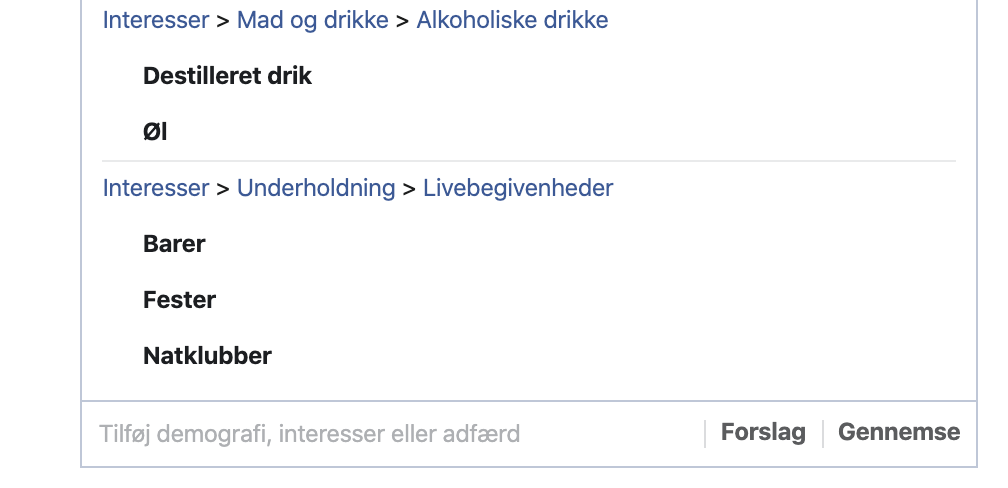 Interesser > Mad og drikke > Alkoholiske drikke
Destilleret drik
Øl
Interesser > Underholdning > Livebegivenheder
Barer
Fester
Natklubber
Tilføj demografi, interesser eller adfærd Forslag Gennemse